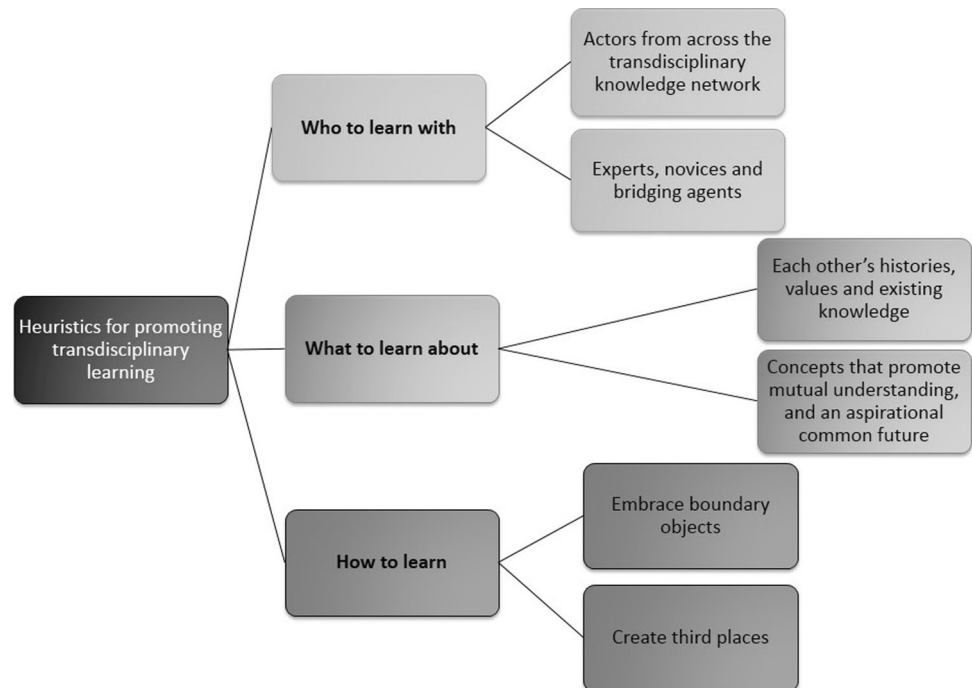 Heuristics for promoting
transdisciplinary
learning
Who to learn with
Actors from across the
transdisciplinary
knowledge network
Experts, novices and
bridging agents
What to learn about
Each other’s histories,
values and existing
knowledge
Concepts that promote
mutual understanding,
and an aspirational
common future
How to learn
Embrace boundary
objects
Create third places